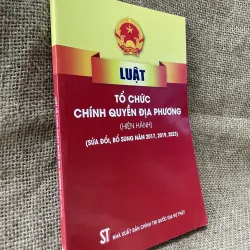 LUẬT
TỔ CHỨC
CHÍNH QUYỀN ĐỊA PHƯƠNG
(HIỆN HÀNH)
(SỬA ĐỔI, BỔ SUNG NĂM 2017, 2019, 2023)
ST NHÀ XUẤT BẢN CHÍNH TRỊ QUỐC GIA SỰ THẬT